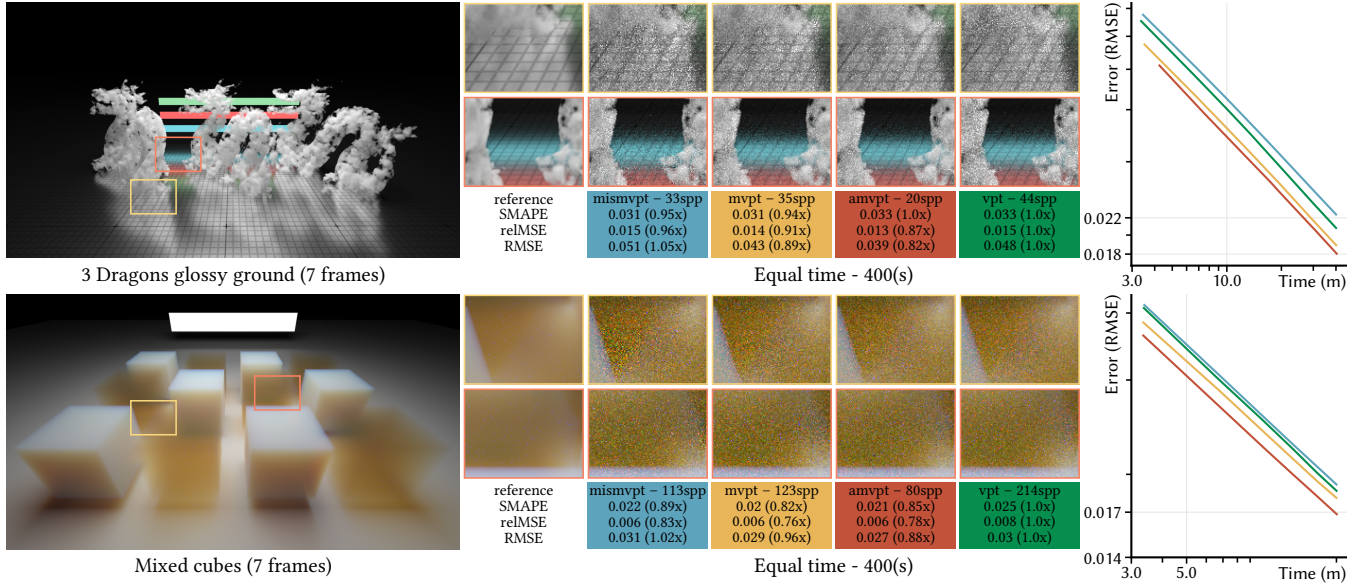 reference
SMAPE
relMSE
RMSE
mismvpt – 33spp
0.031 (0.95x)
0.015 (0.96x)
0.051 (1.05x)
mvpt – 35spp
0.031 (0.94x)
0.014 (0.91x)
0.043 (0.89x)
amvpt – 20spp
0.033 (1.0x)
0.013 (0.87x)
0.039 (0.82x)
vpt – 44spp
0.033 (1.0x)
0.015 (1.0x)
0.048 (1.0x)
3 Dragons glossy ground (7 frames)
Equal time - 400(s)
Error (RMSE)
0.022
0.018
3.0
10.0
Time (m)
reference
SMAPE
relMSE
RMSE
mismvpt – 113spp
0.022 (0.89x)
0.006 (0.83x)
0.031 (1.02x)
mvpt – 123spp
0.02 (0.82x)
0.006 (0.76x)
0.029 (0.96x)
amvpt – 80spp
0.021 (0.85x)
0.006 (0.78x)
0.027 (0.88x)
vpt – 214spp
0.025 (1.0x)
0.008 (1.0x)
0.03 (1.0x)
Mixed cubes (7 frames)
Equal time - 400(s)
Error (RMSE)
0.017
0.014
3.0
5.0
Time (m)